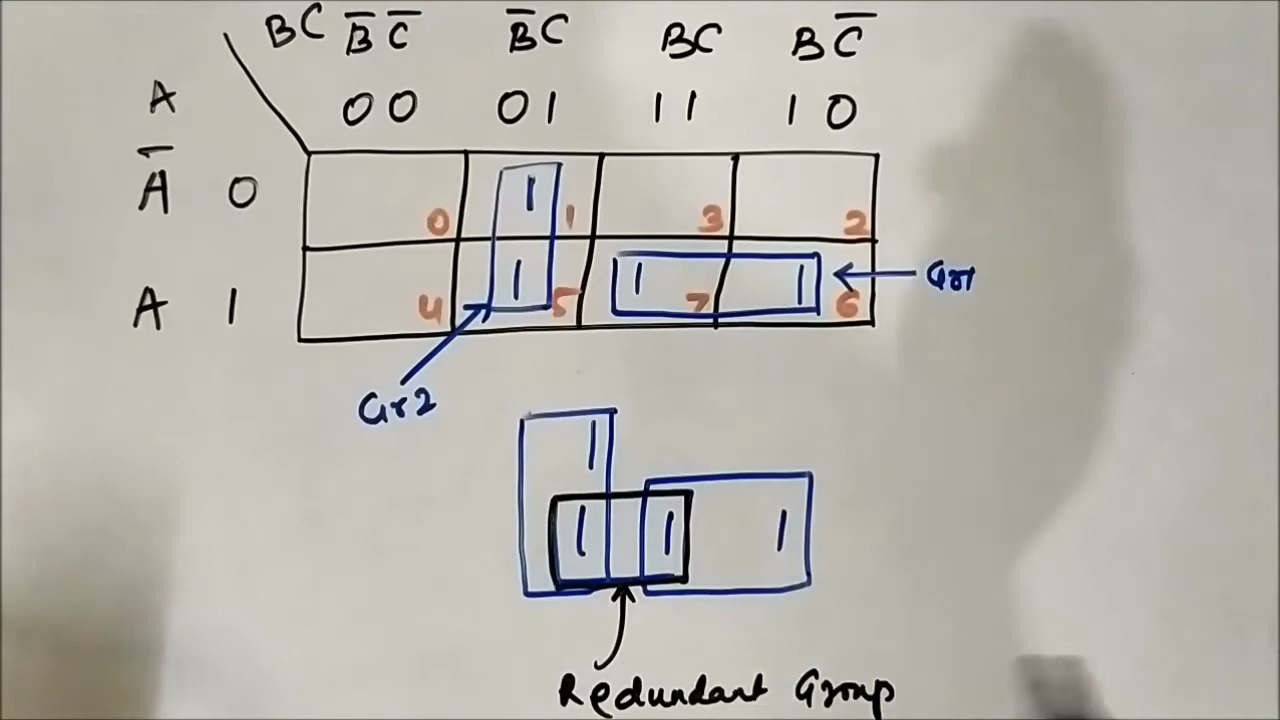 BC B̅ C̅ B̅ C BC B C̅
A 00 01 11 10
A̅ 0 1 0 1 3 2
A 1 4 1 5 1 7 1 6 Gr1
Gr2
1
1 1 1
Redundant Group